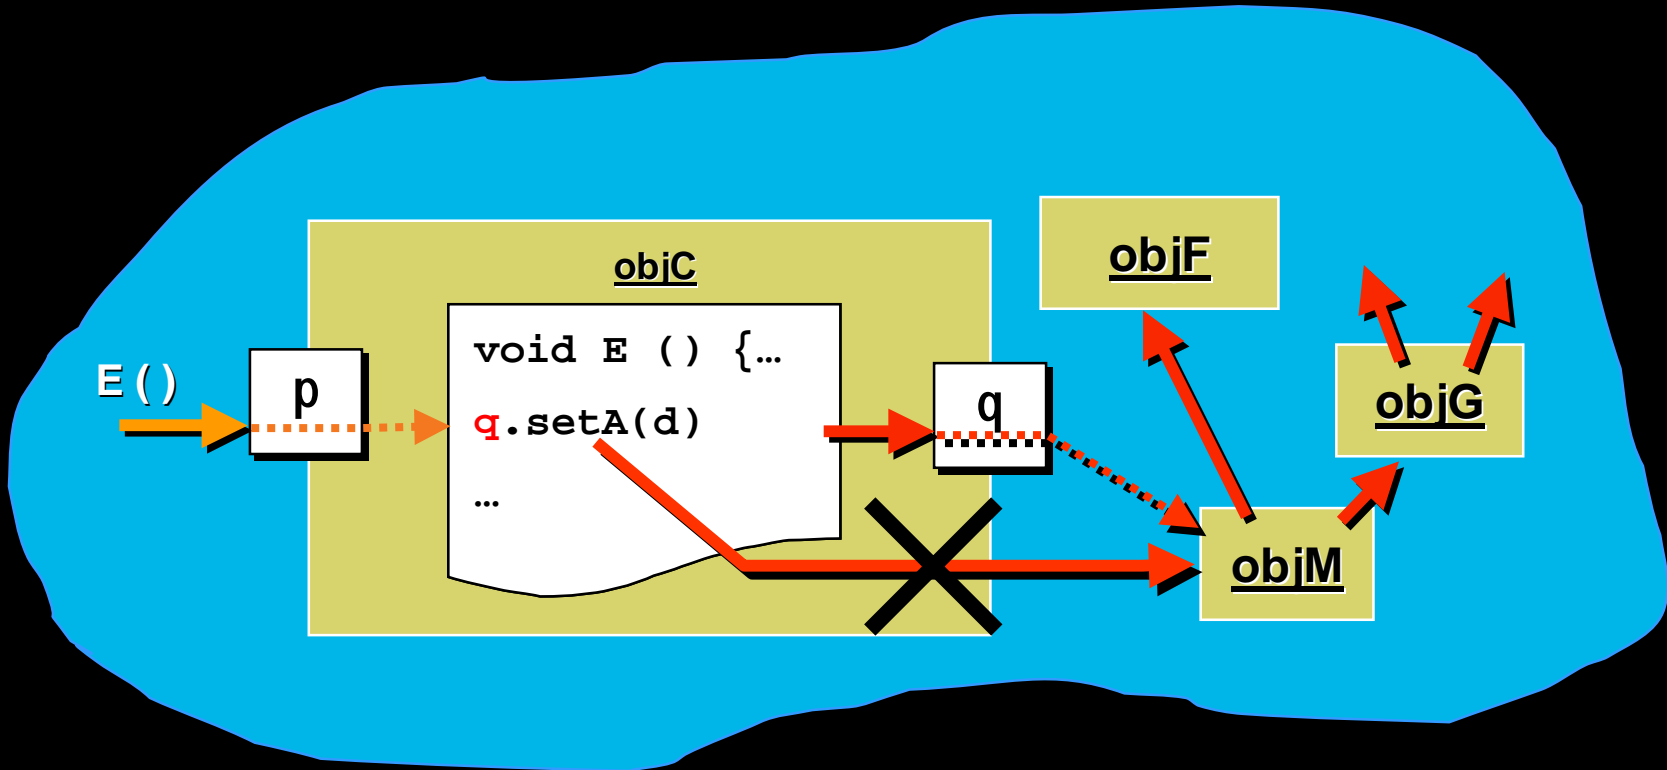 objC
objF
void E () {…
E()
p
q
objG
q.setA(d)
…
objM